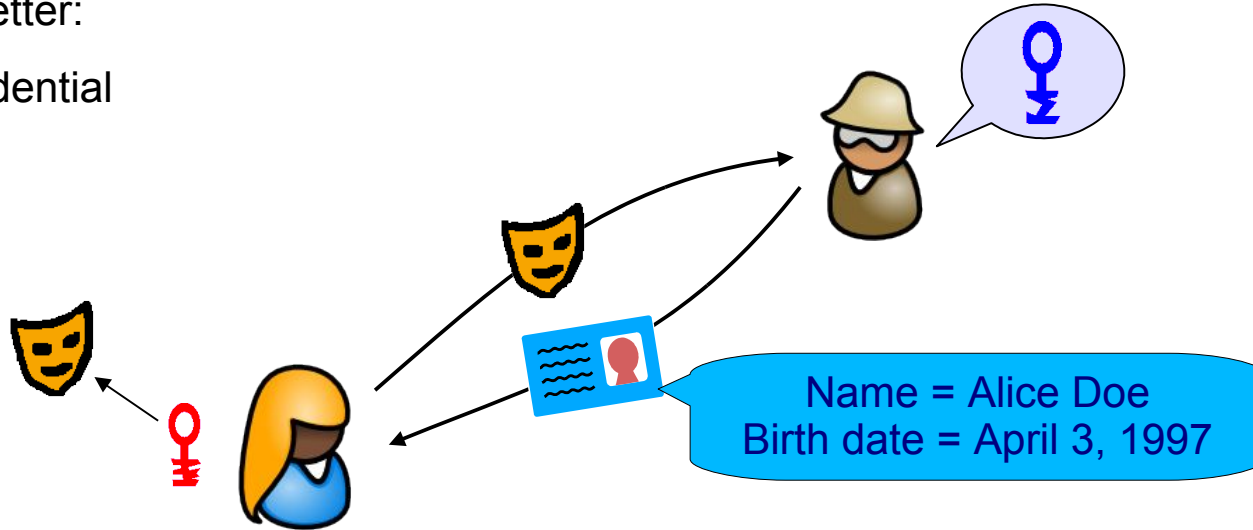 etter:
dential
Name = Alice Doe
Birth date = April 3, 1997